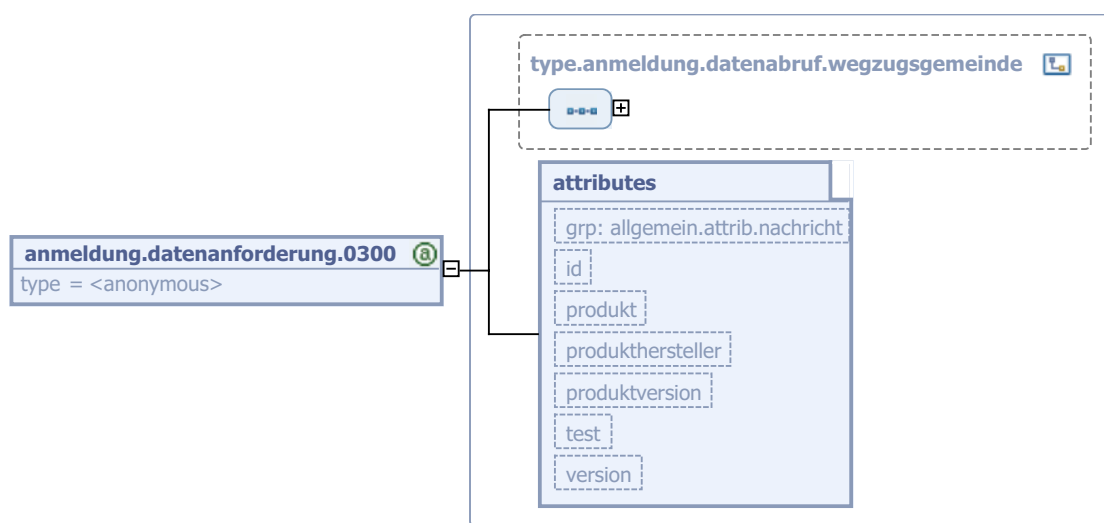 type.anmeldung.datenabruf.wegzugsgemeinde
attributes
grp: allgemein.attrib.nachricht
anmeldung.datenanforderung.0300 a
type = <anonymous>
id
produkt
produkthersteller
produktversion
test
version